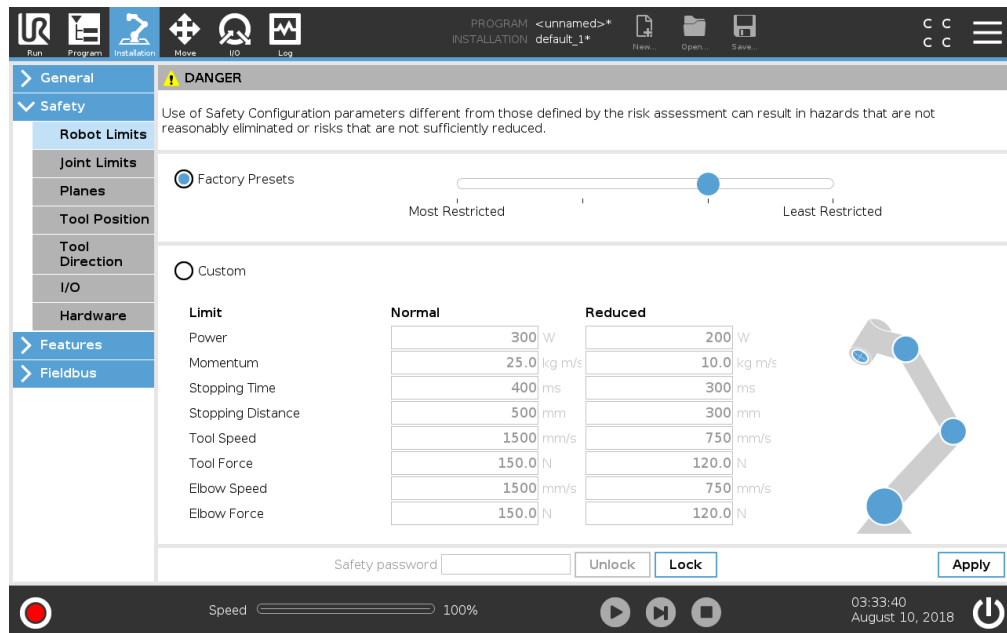 UR
PROGRAM <unnamed>*
INSTALLATION default_1*
C C
C C
Run Program Installation Move I/O Log New... Open... Save...
General
Safety
Robot Limits
Joint Limits
Planes
Tool Position
Tool
Direction
I/O
Hardware
Features
Fieldbus
DANGER
Use of Safety Configuration parameters different from those defined by the risk assessment can result in hazards that are not
reasonably eliminated or risks that are not sufficiently reduced.
Factory Presets
Most Restricted Least Restricted
Custom
Limit Normal Reduced
Power 300 W 200 W
Momentum 25.0 kg m/s 10.0 kg m/s
Stopping Time 400 ms 300 ms
Stopping Distance 500 mm 300 mm
Tool Speed 1500 mm/s 750 mm/s
Tool Force 150.0 N 120.0 N
Elbow Speed 1500 mm/s 750 mm/s
Elbow Force 150.0 N 120.0 N
Safety password Unlock Lock Apply
Speed 100%
03:33:40
August 10, 2018